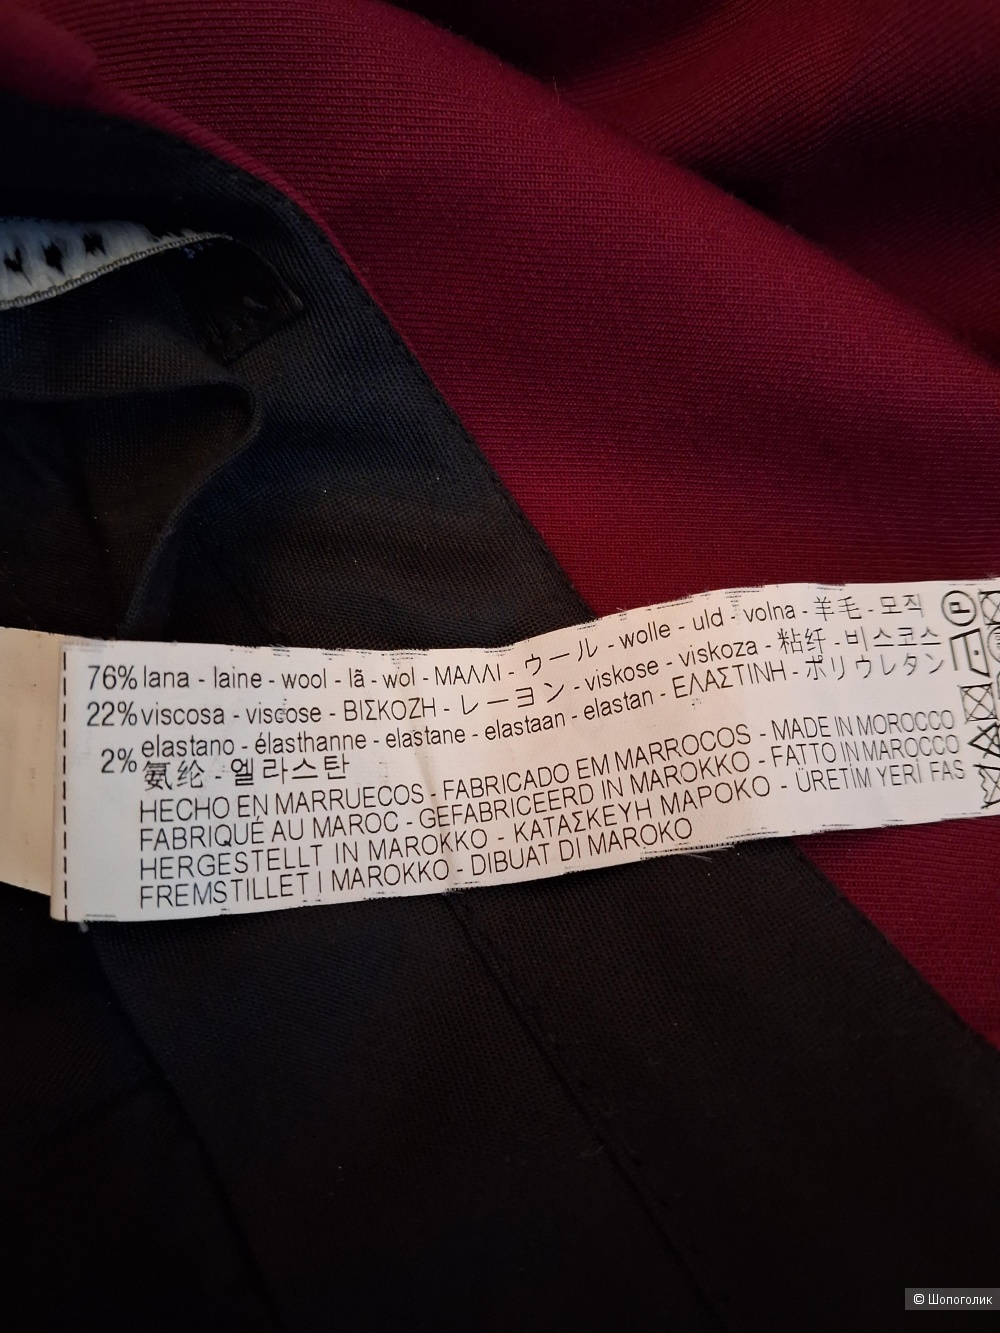 76% lana - laine - wool - lã - wol - ΜΑΛΛΙ - ウール - wolle - uld - volna - 羊毛 - 모직
22% viscosa - viscose - ΒΙΣΚΟΖΗ - レーヨン - viskose - viskoza - 粘纤 - 비스코스
2% elastano - élasthanne - elastane - elastaan - elastan - ΕΛΑΣΤΙΝΗ - ポリウレタン
氨纶 - 엘라스탄
HECHO EN MARRUECOS - FABRICADO EM MARROCOS - MADE IN MOROCCO
FABRIQUÉ AU MAROC - GEFABRICEERD IN MAROKKO - FATTO IN MAROCCO
HERGESTELLT IN MAROKKO - ΚΑΤΑΣΚΕΥΗ ΜΑΡΟΚΟ - ÜRETİM YERİ FAS
FREMSTILLET I MAROKKO - DIBUAT DI MAROKO
P
© Шопоголик